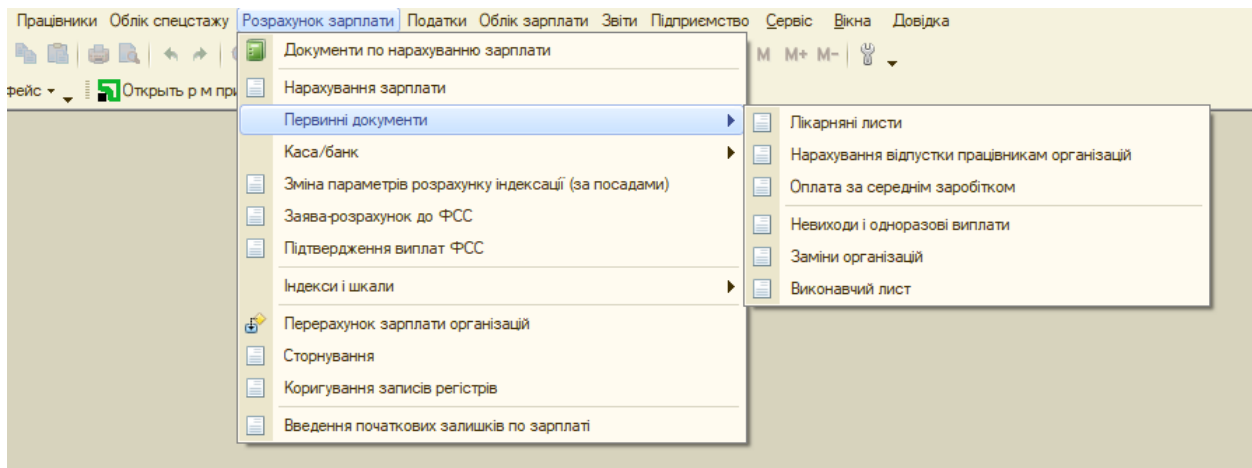 Працівники Облік спецстажу Розрахунок зарплати Податки Облік зарплати Звіти Підприємство Сервіс Вікна Довідка
Документи по нарахуванню зарплати
M M+ M-
Нарахування зарплати
фейс
Открыть р м при
Первинні документи
Лікарняні листи
Каса/банк
Нарахування відпустки працівникам організацій
Зміна параметрів розрахунку індексації (за посадами)
Оплата за середнім заробітком
Заява-розрахунок до ФСС
Невиходи і одноразові виплати
Підтвердження виплат ФСС
Заміни організацій
Індекси і шкали
Виконавчий лист
Перерахунок зарплати організацій
Сторнування
Коригування записів регістрів
Введення початкових залишків по зарплаті